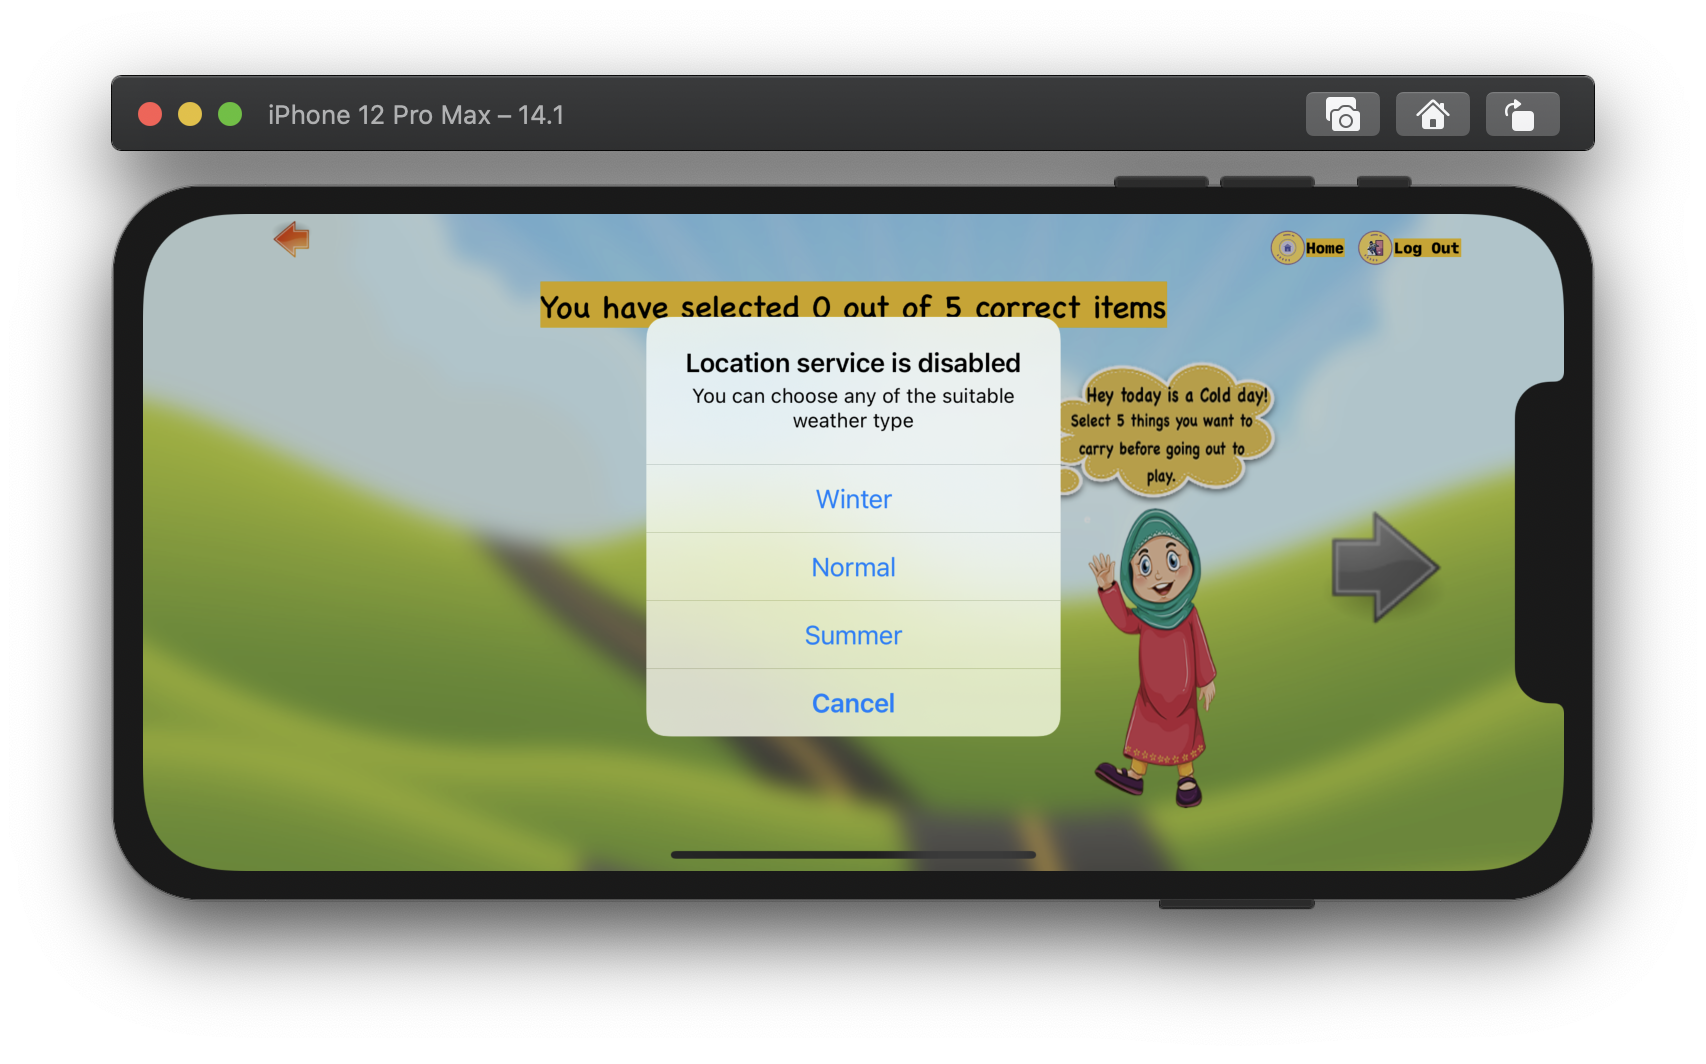 iPhone 12 Pro Max – 14.1
Home
Log Out
You have selected 0 out of 5 correct items
Location service is disabled
You can choose any of the suitable
weather type
Winter
Normal
Summer
Cancel
Hey today is a Cold day!
Select 5 things you want to
carry before going out to
play.